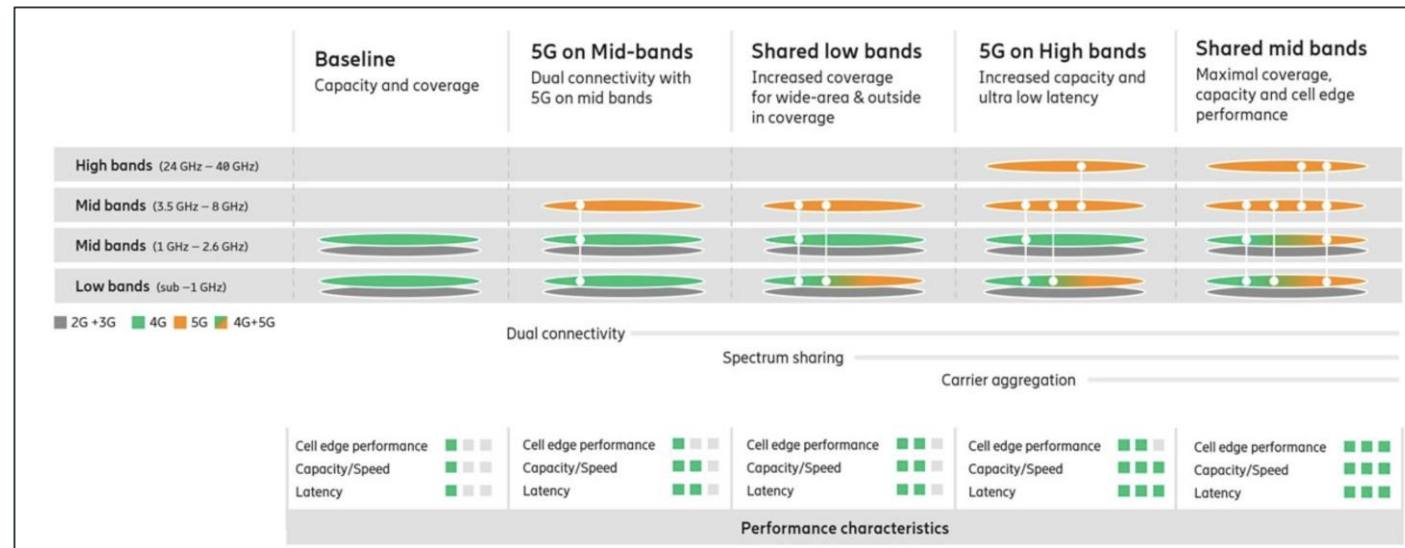 Baseline
Capacity and coverage
5G on Mid-bands
Dual connectivity with
5G on mid bands
Shared low bands
Increased coverage
for wide-area & outside
in coverage
5G on High bands
Increased capacity and
ultra low latency
Shared mid bands
Maximal coverage,
capacity and cell edge
performance
High bands (24 GHz – 40 GHz)
Mid bands (3.5 GHz – 8 GHz)
Mid bands (1 GHz – 2.6 GHz)
Low bands (sub –1 GHz)
2G +3G 4G 5G 4G+5G
Dual connectivity
Spectrum sharing
Carrier aggregation
Cell edge performance
Capacity/Speed
Latency
Cell edge performance
Capacity/Speed
Latency
Cell edge performance
Capacity/Speed
Latency
Cell edge performance
Capacity/Speed
Latency
Cell edge performance
Capacity/Speed
Latency
Performance characteristics